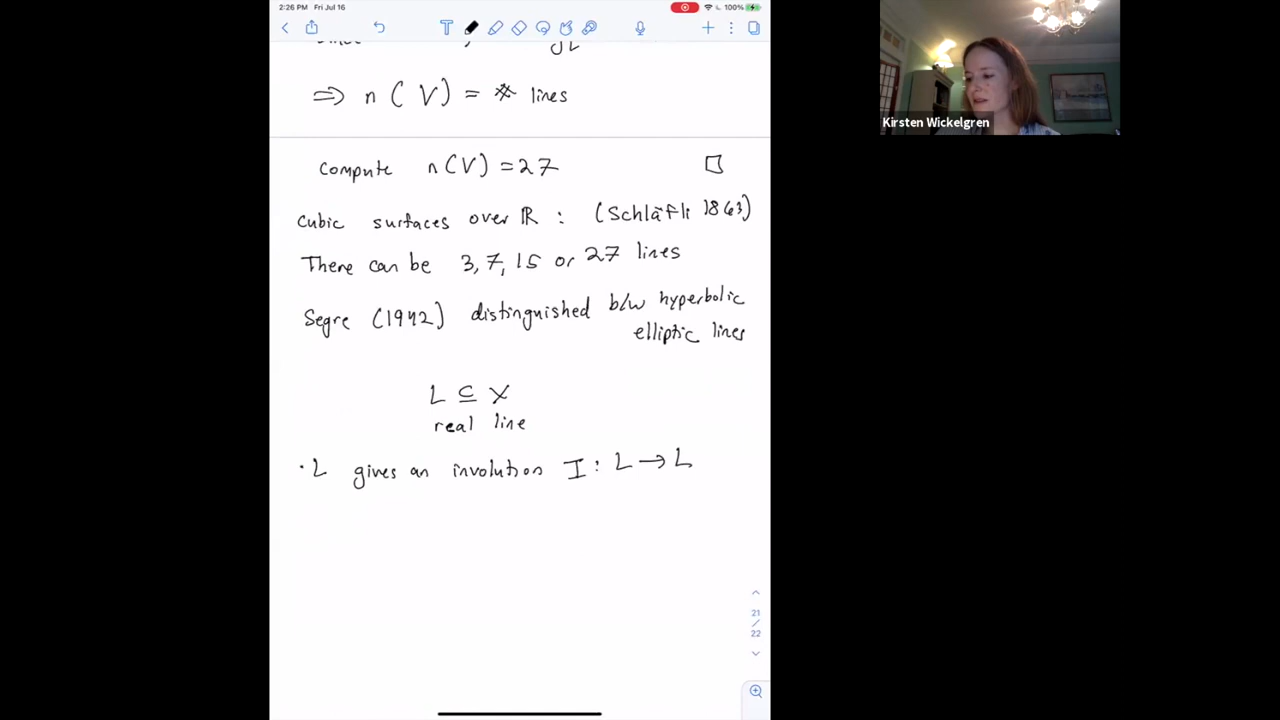 2:26 PM Fri Jul 16
100%
⇒ n(V) = # lines
Compute n(V) = 27 □
Cubic surfaces over ℝ : (Schläfli 1863)
There can be 3, 7, 15 or 27 lines
Segre (1942) distinguished b/w hyperbolic
elliptic lines
L ⊆ X
real line
· L gives an involution I : L → L
21
/
22
Kirsten Wickelgren